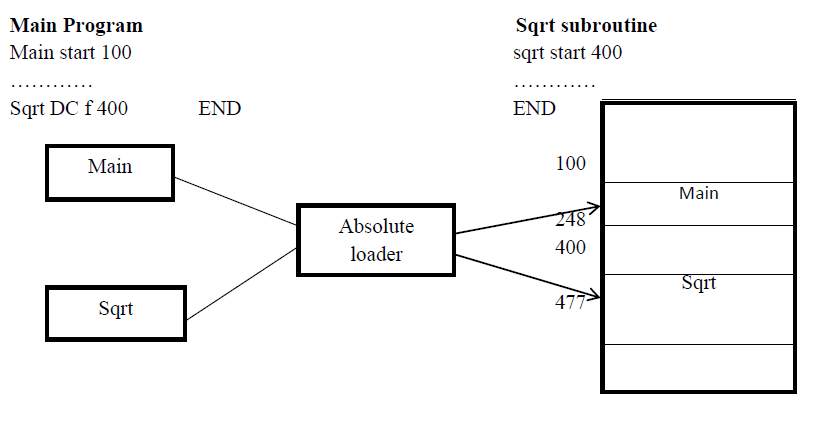 Main Program
Main start 100
…………
Sqrt DC f 400 END
Sqrt subroutine
sqrt start 400
…………
END
Main
Sqrt
Absolute
loader
100
248
400
477
Main
Sqrt